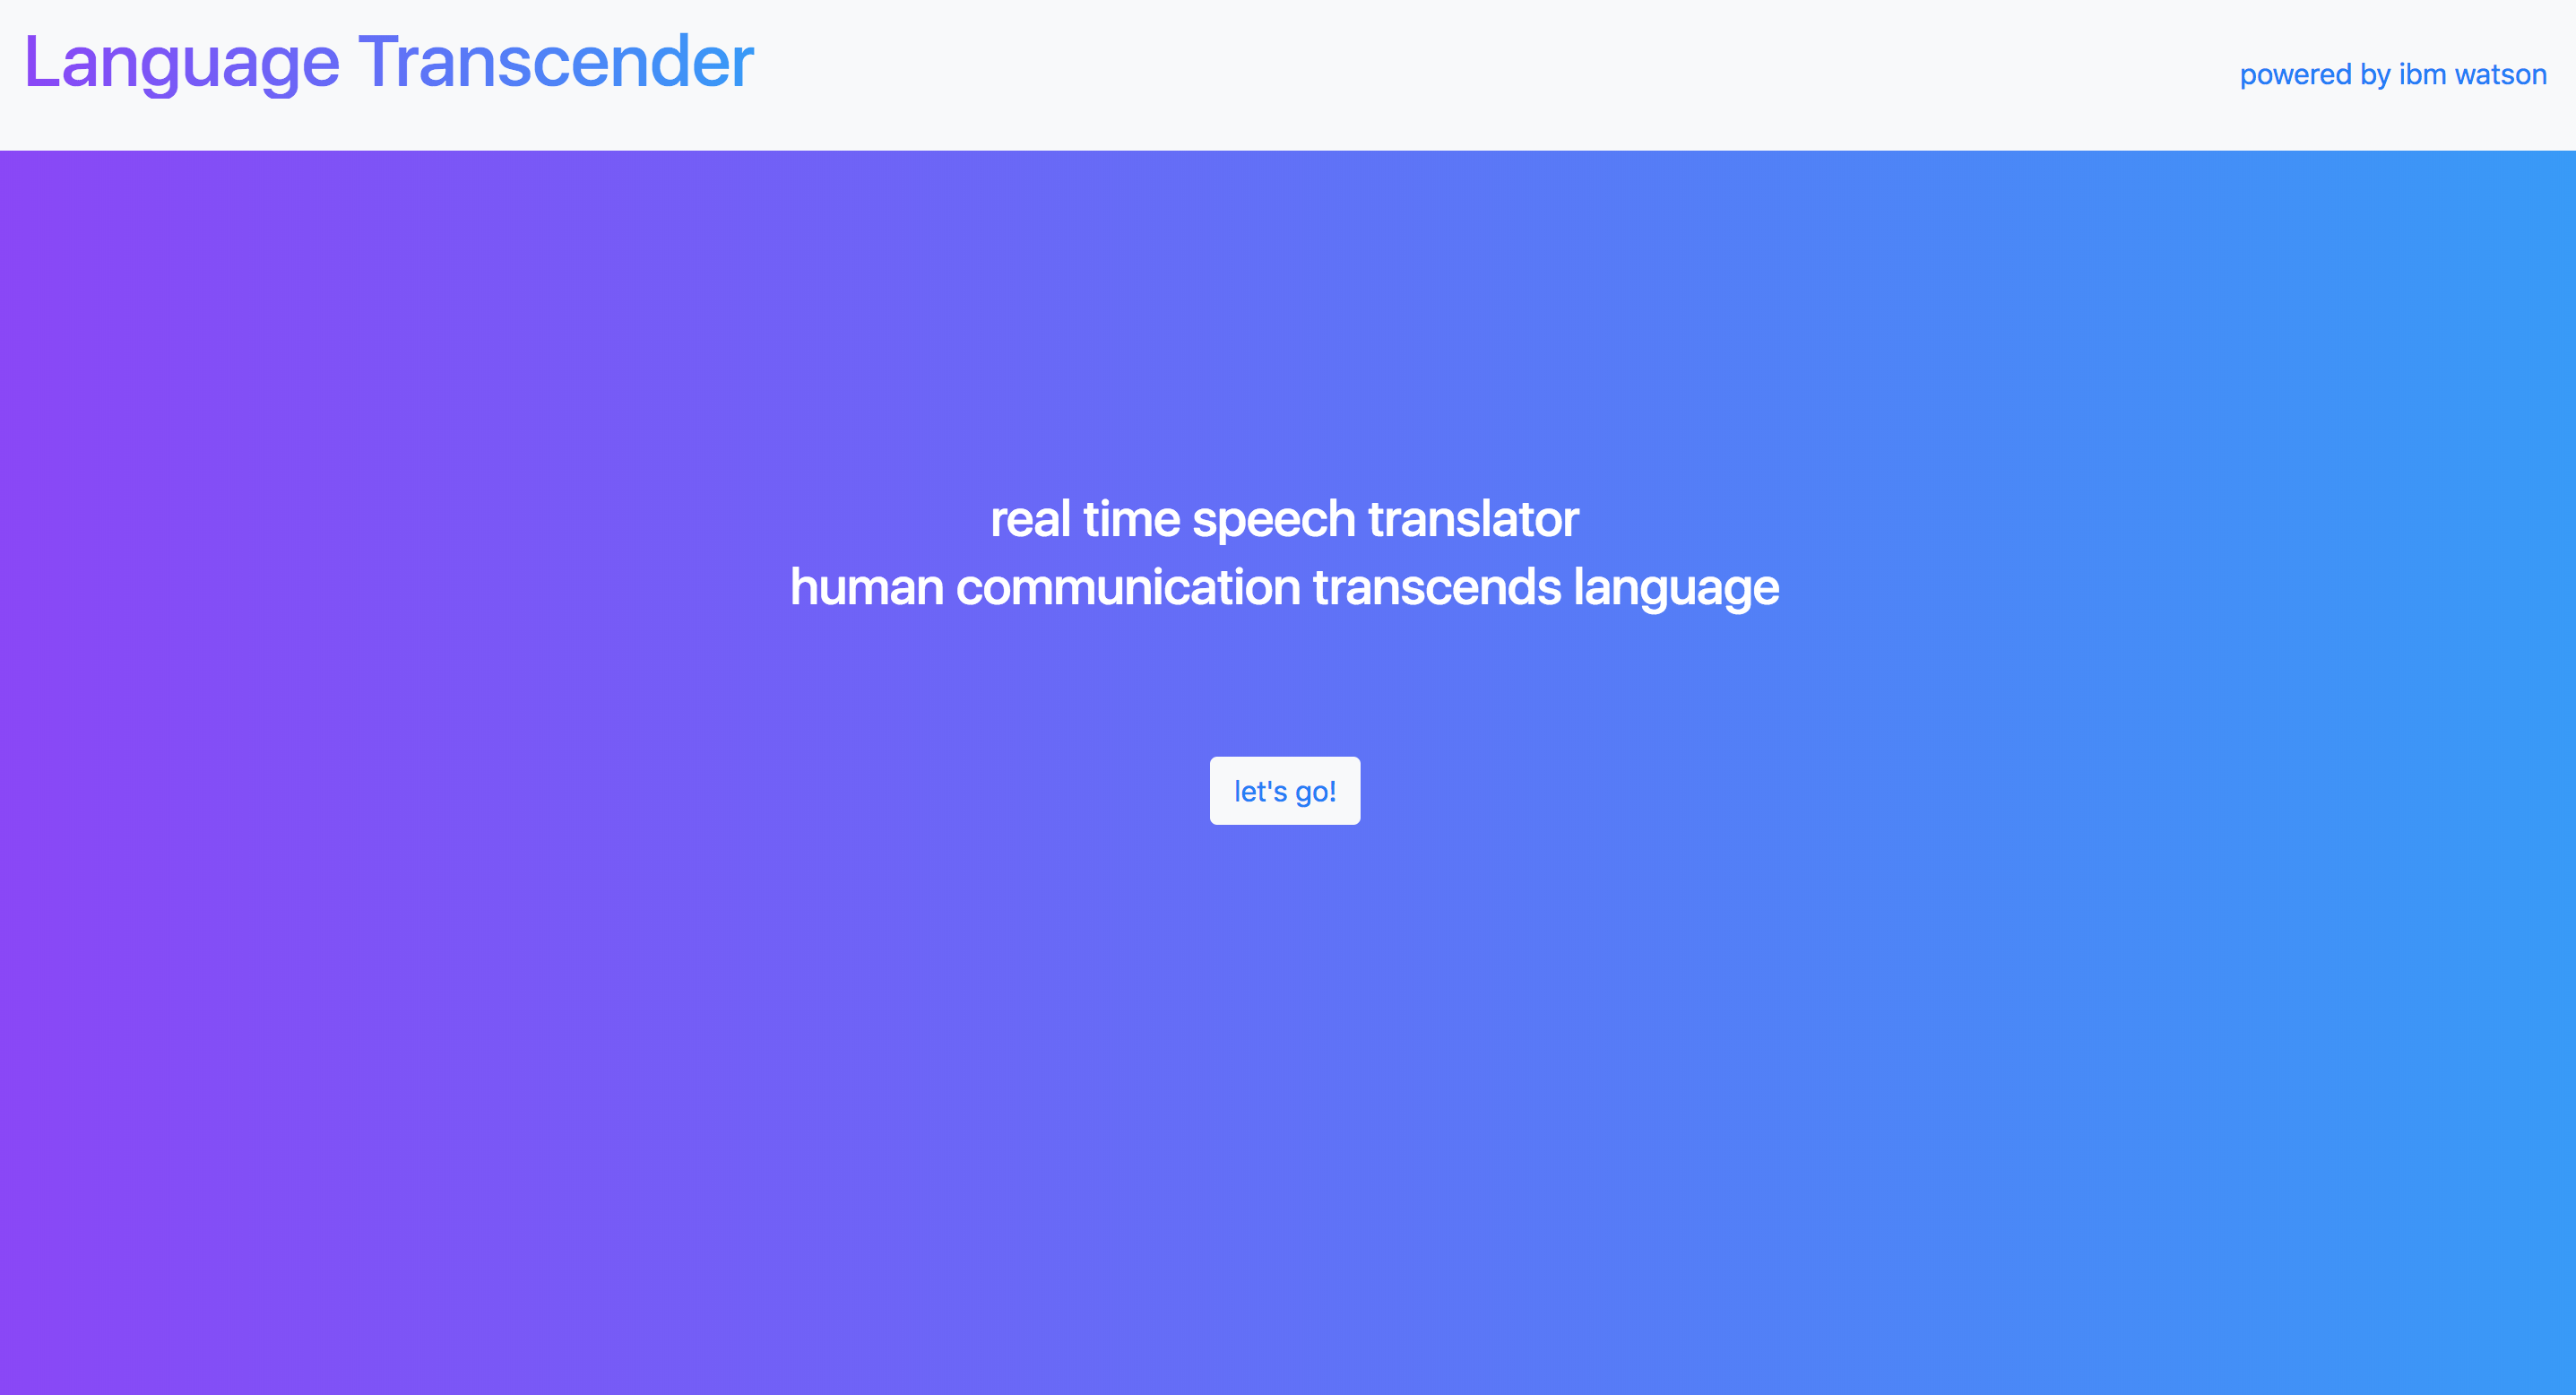 Language Transcender
powered by ibm watson
real time speech translator
human communication transcends language
let's go!